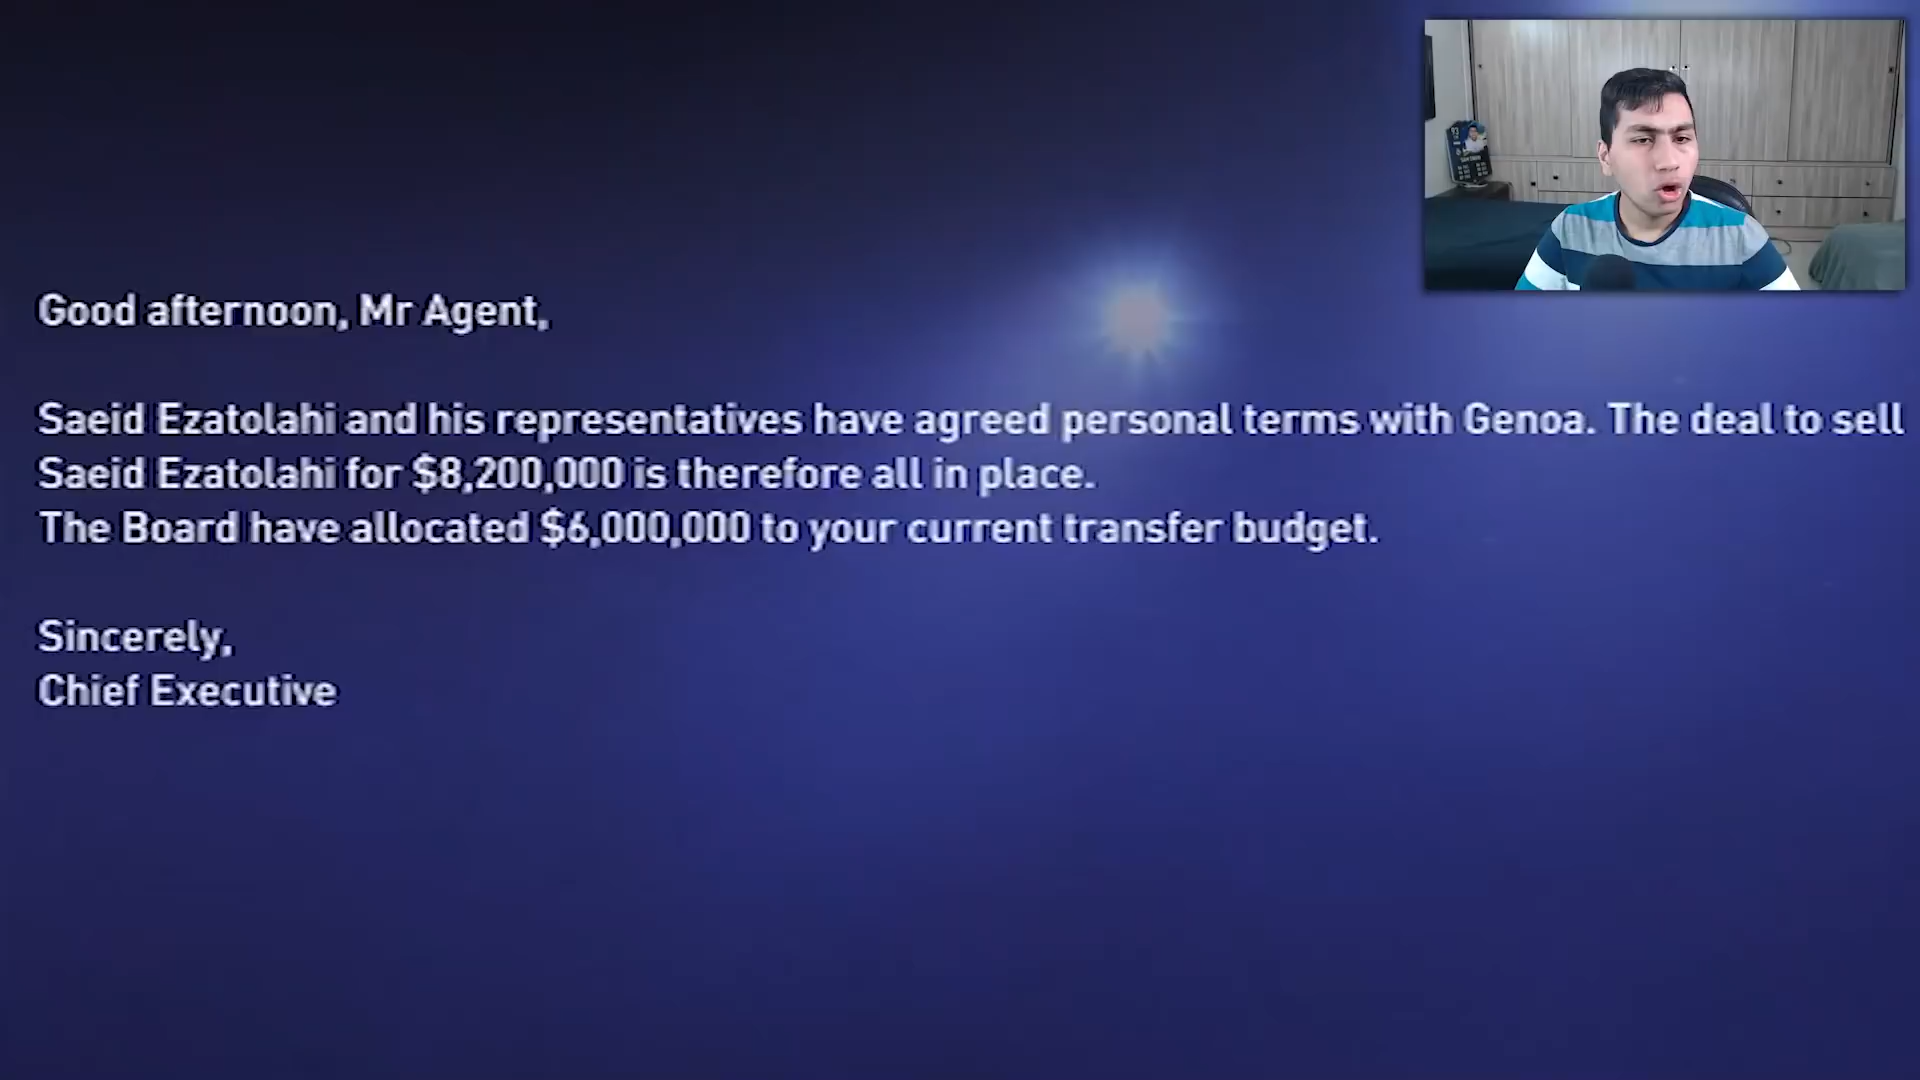 Good afternoon, Mr Agent,
Saeid Ezatolahi and his representatives have agreed personal terms with Genoa. The deal to sell
Saeid Ezatolahi for $8,200,000 is therefore all in place.
The Board have allocated $6,000,000 to your current transfer budget.
Sincerely,
Chief Executive